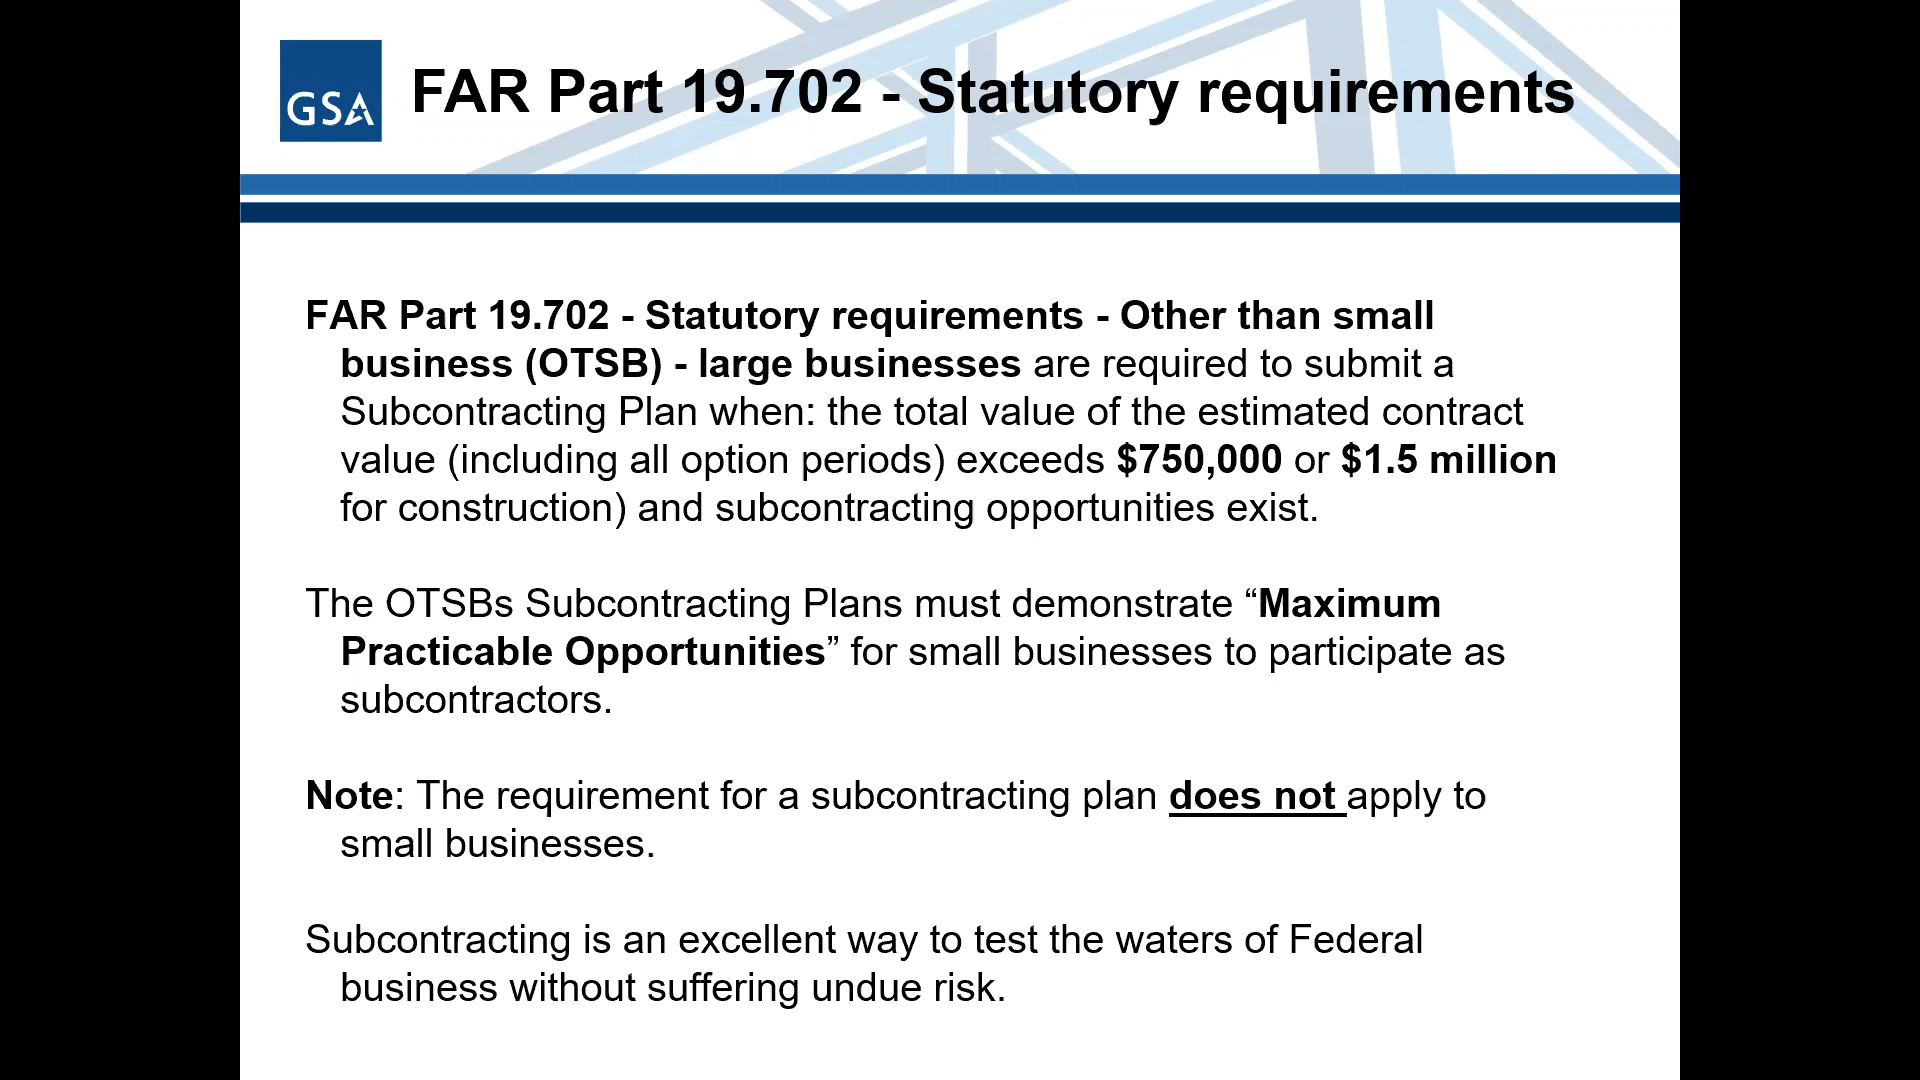 GSA
FAR Part 19.702 - Statutory requirements
FAR Part 19.702 - Statutory requirements - Other than small
business (OTSB) - large businesses are required to submit a
Subcontracting Plan when: the total value of the estimated contract
value (including all option periods) exceeds $750,000 or $1.5 million
for construction) and subcontracting opportunities exist.
The OTSBs Subcontracting Plans must demonstrate “Maximum
Practicable Opportunities” for small businesses to participate as
subcontractors.
Note: The requirement for a subcontracting plan does not apply to
small businesses.
Subcontracting is an excellent way to test the waters of Federal
business without suffering undue risk.